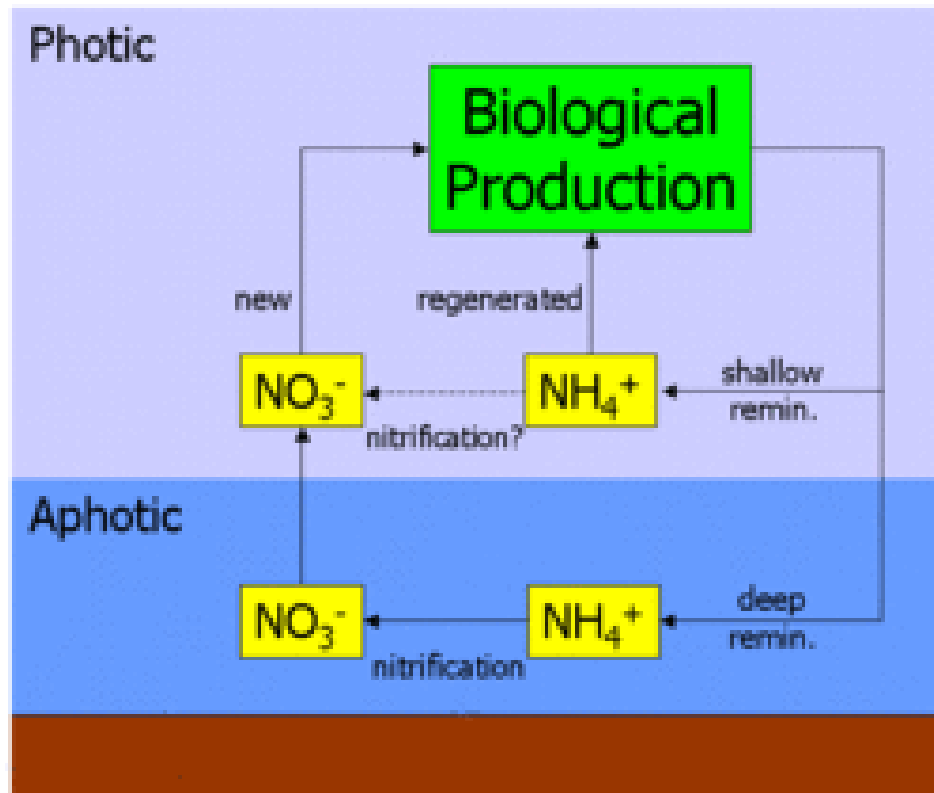 Photic
Biological
Production
new
regenerated
NO₃⁻
NH₄⁺
shallow
remin.
nitrification?
Aphotic
NO₃⁻
NH₄⁺
deep
remin.
nitrification